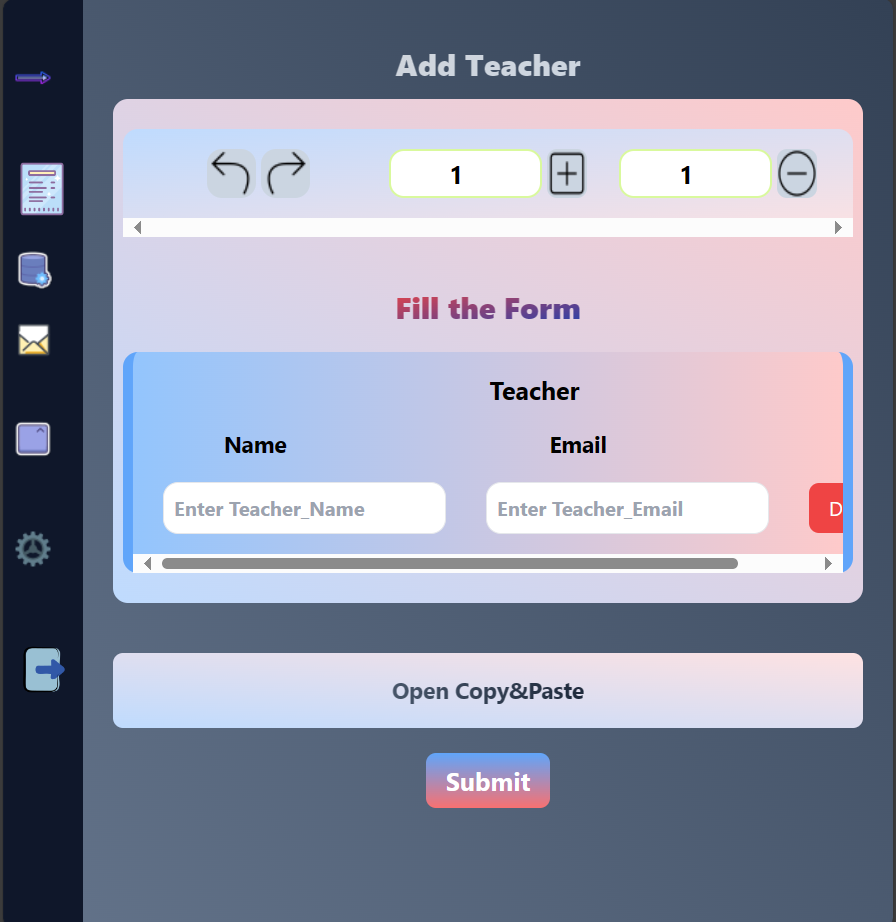 Add Teacher
1 1
Fill the Form
Teacher
Name Email
Enter Teacher_Name Enter Teacher_Email D
Open Copy&Paste
Submit